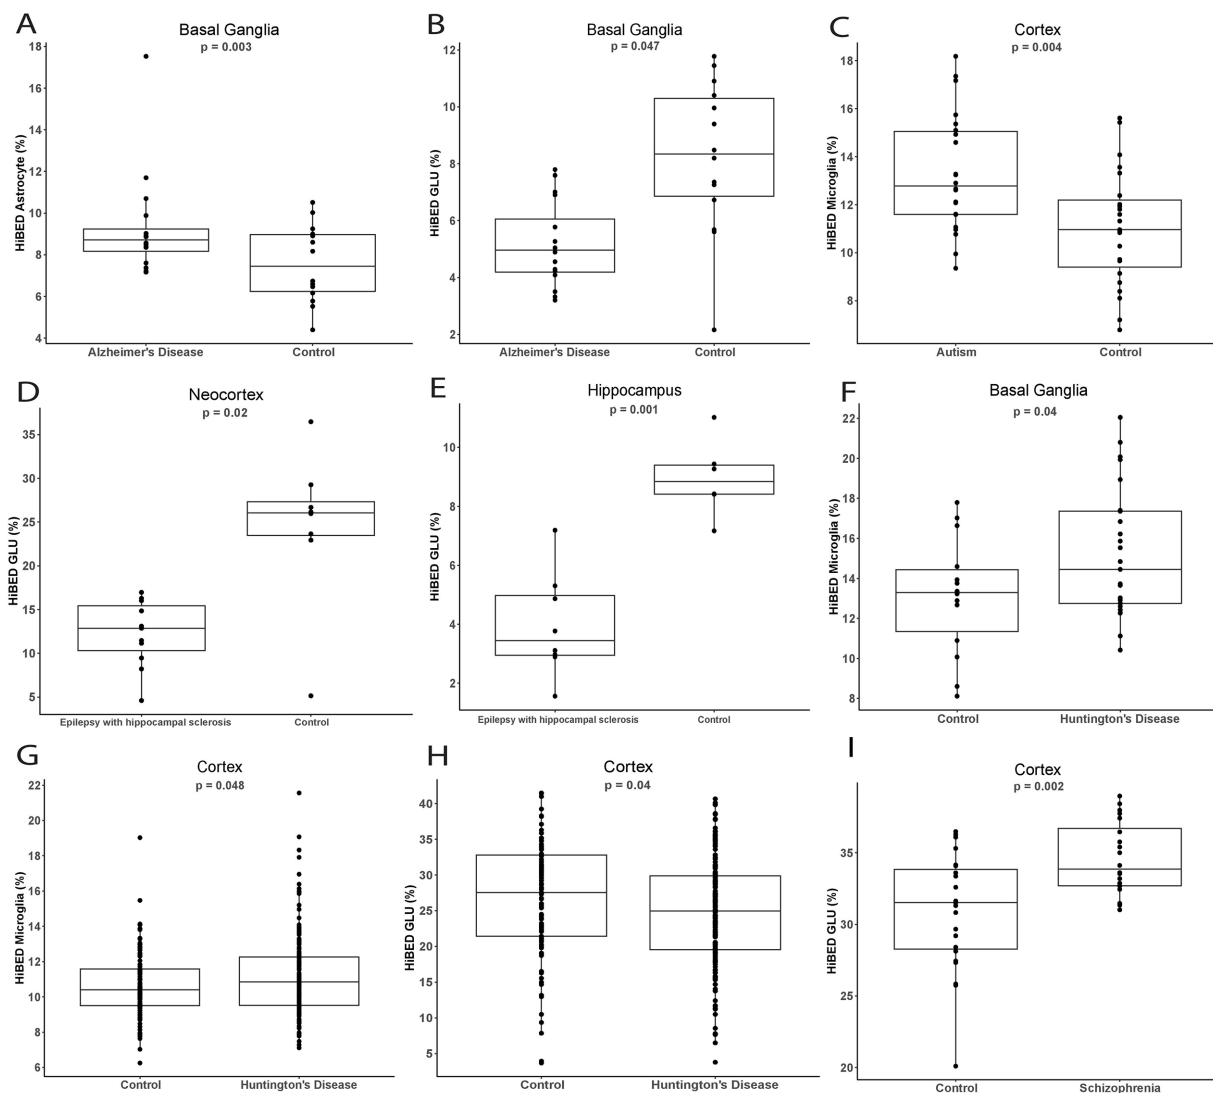 A
Basal Ganglia
p = 0.003
HiBED Astrocyte (%)
18
16
14
12
10
8
6
4
Alzheimer's Disease
Control
B
Basal Ganglia
p = 0.047
HiBED GLU (%)
12
10
8
6
4
2
Alzheimer's Disease
Control
C
Cortex
p = 0.004
HiBED Microglia (%)
18
16
14
12
10
8
Autism
Control
D
Neocortex
p = 0.02
HiBED GLU (%)
35
30
25
20
15
10
5
Epilepsy with hippocampal sclerosis
Control
E
Hippocampus
p = 0.001
HiBED GLU (%)
10
8
6
4
2
Epilepsy with hippocampal sclerosis
Control
F
Basal Ganglia
p = 0.04
HiBED Microglia (%)
22
20
18
16
14
12
10
8
Control
Huntington's Disease
G
Cortex
p = 0.048
HiBED Microglia (%)
22
20
18
16
14
12
10
8
6
Control
Huntington's Disease
H
Cortex
p = 0.04
HiBED GLU (%)
40
35
30
25
20
15
10
5
Control
Huntington's Disease
I
Cortex
p = 0.002
HiBED GLU (%)
35
30
25
20
Control
Schizophrenia